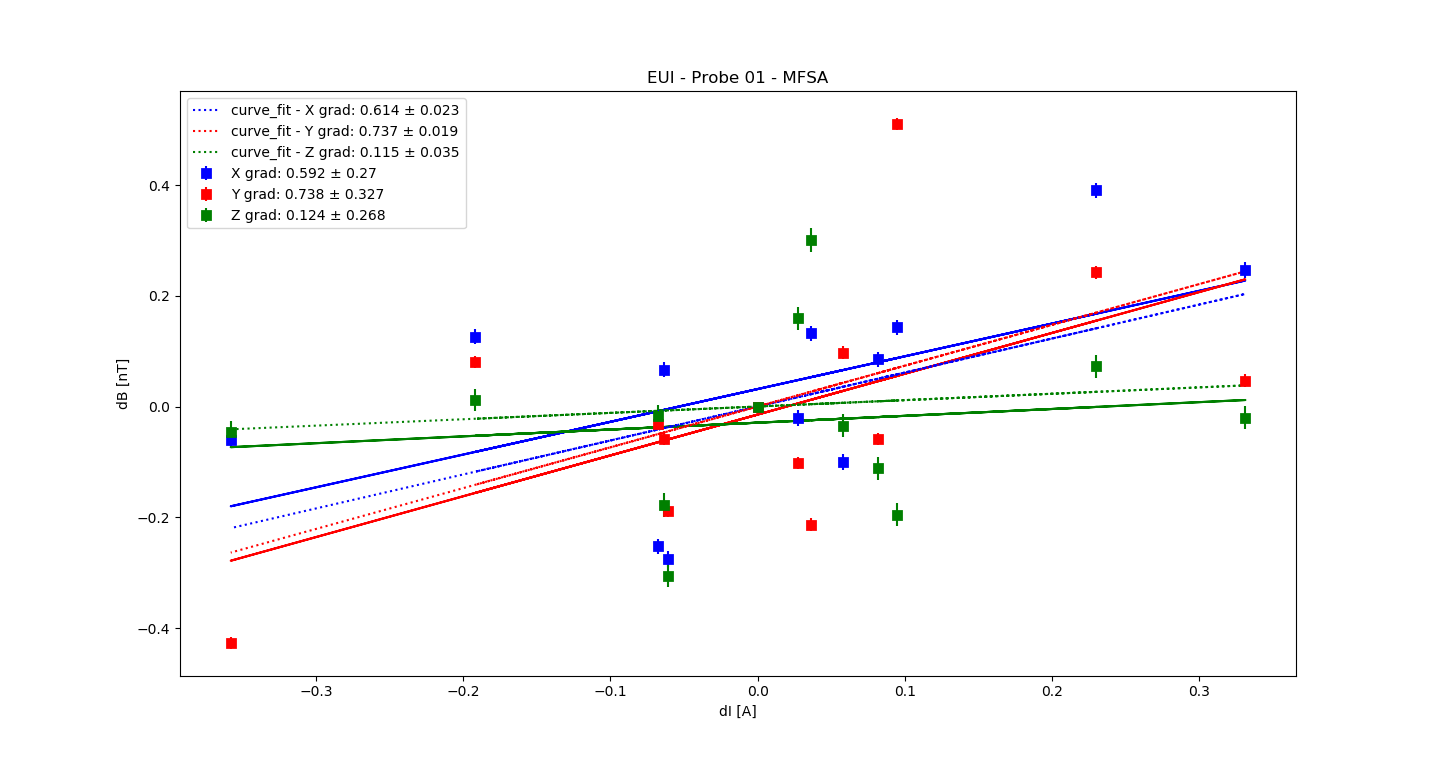 EUI - Probe 01 - MFSA
curve_fit - X grad: 0.614 ± 0.023
curve_fit - Y grad: 0.737 ± 0.019
curve_fit - Z grad: 0.115 ± 0.035
X grad: 0.592 ± 0.27
Y grad: 0.738 ± 0.327
Z grad: 0.124 ± 0.268
0.4
0.2
0.0
−0.2
−0.4
dB [nT]
−0.3
−0.2
−0.1
0.0
0.1
0.2
0.3
dI [A]